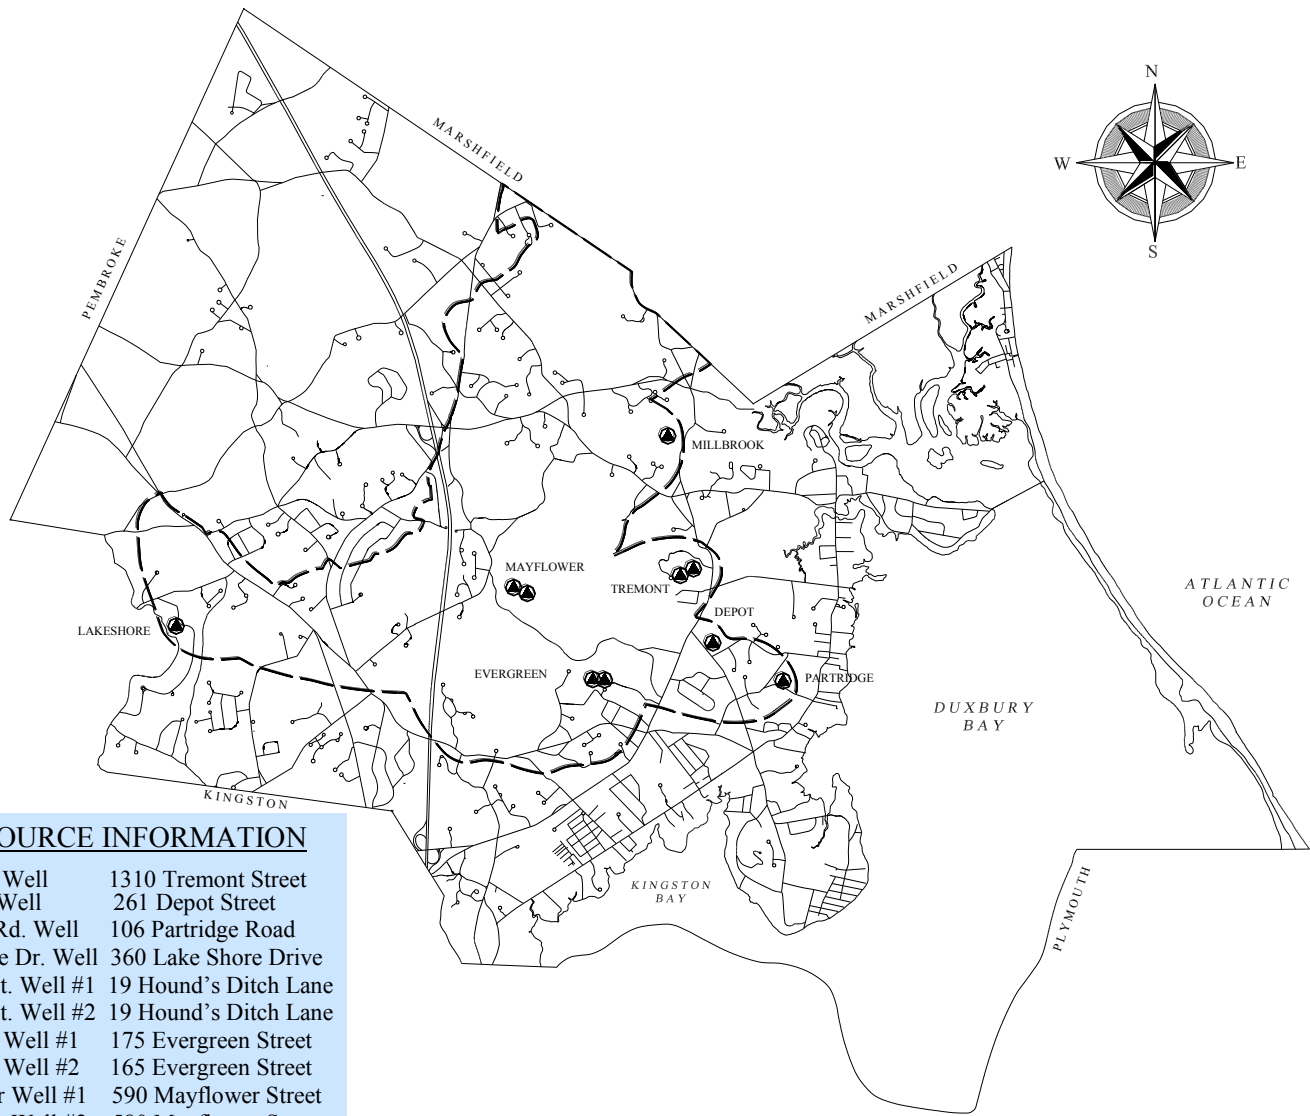 N
MARSHFIELD
W E
S
PEMBROKE
MARSHFIELD
MILLBROOK
MAYFLOWER
TREMONT
ATLANTIC
OCEAN
DEPOT
LAKESHORE
EVERGREEN
PARTRIDGE
DUXBURY
BAY
KINGSTON
KINGSTON
BAY
PLYMOUTH
OURCE INFORMATION
Well 1310 Tremont Street
Well 261 Depot Street
Rd. Well 106 Partridge Road
e Dr. Well 360 Lake Shore Drive
t. Well #1 19 Hound’s Ditch Lane
t. Well #2 19 Hound’s Ditch Lane
Well #1 175 Evergreen Street
Well #2 165 Evergreen Street
r Well #1 590 Mayflower Street